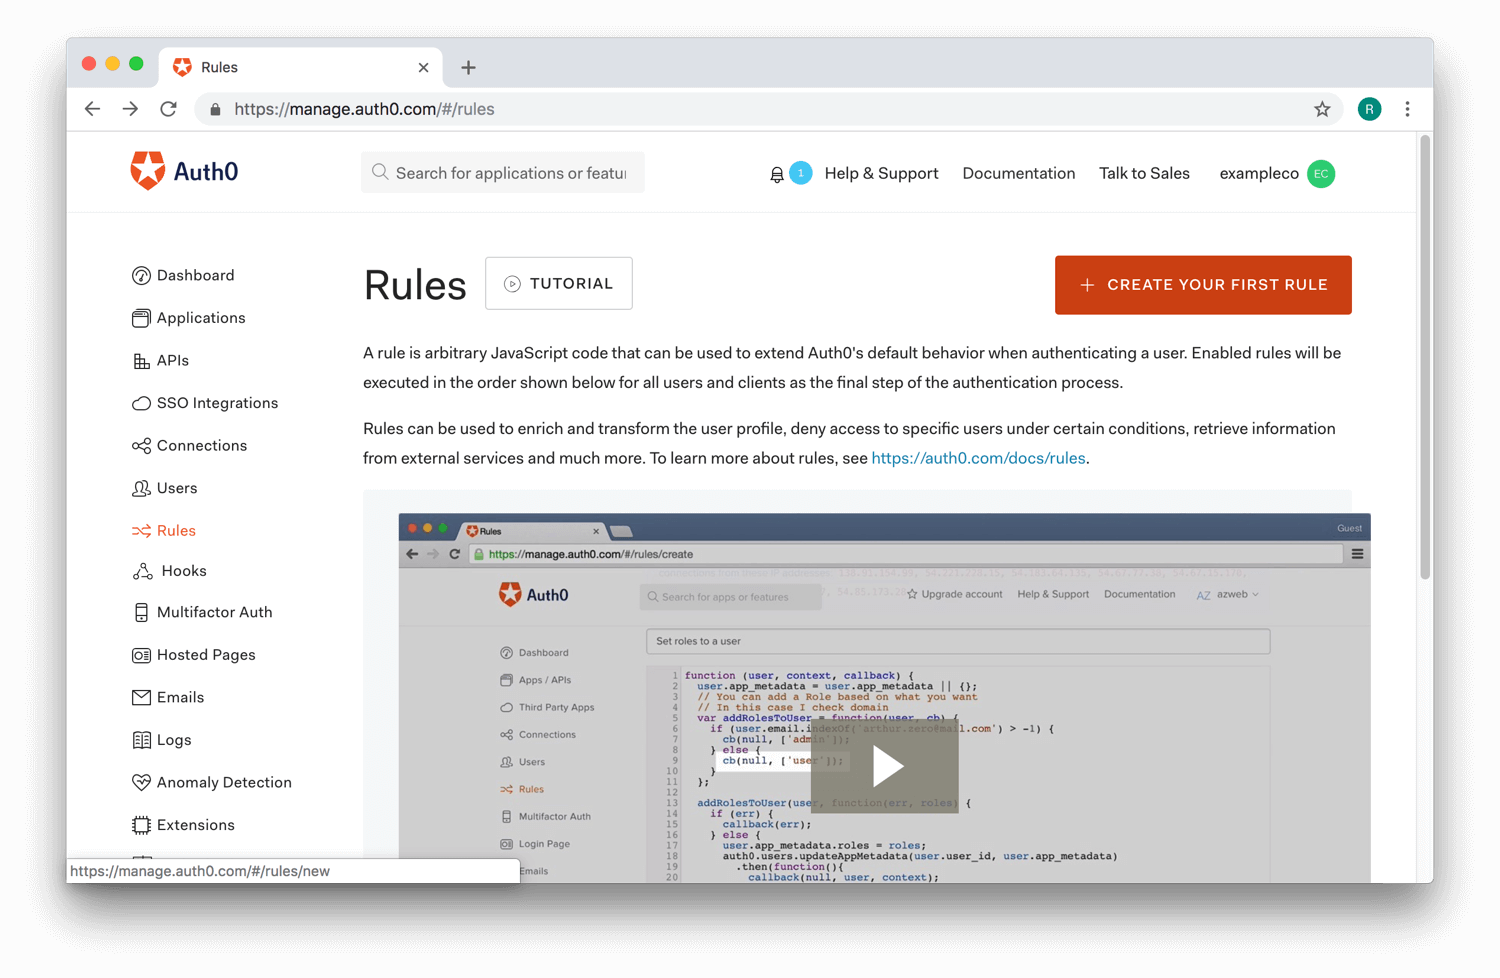 Rules
https://manage.auth0.com/#/rules
R
Auth0
Search for applications or featu
1
Help & Support
Documentation
Talk to Sales
exampleco
EC
Dashboard
Applications
APIs
SSO Integrations
Connections
Users
Rules
Hooks
Multifactor Auth
Hosted Pages
Emails
Logs
Anomaly Detection
Extensions
Rules
TUTORIAL
CREATE YOUR FIRST RULE
A rule is arbitrary JavaScript code that can be used to extend Auth0's default behavior when authenticating a user. Enabled rules will be
executed in the order shown below for all users and clients as the final step of the authentication process.
Rules can be used to enrich and transform the user profile, deny access to specific users under certain conditions, retrieve information
from external services and much more. To learn more about rules, see https://auth0.com/docs/rules.
Rules
Guest
https://manage.auth0.com/#/rules/create
Auth0
Search for apps or features
Upgrade account
Help & Support
Documentation
AZ
azweb
Dashboard
Apps / APIs
Third Party Apps
Connections
Users
Rules
Multifactor Auth
Login Page
Emails
Set roles to a user
1 function (user, context, callback) {
2 user.app_metadata = user.app_metadata || {};
3 // You can add a Role based on what you want
4 // In this case I check domain
5 var addRolesToUser = function(user, cb) {
6 if (user.email.indexOf('arthur.zero@mail.com') > -1) {
7 cb(null, ['admin']);
8 } else {
9 cb(null, ['user']);
10 }
11 };
12
13 addRolesToUser(user, function(err, roles) {
14 if (err) {
15 callback(err);
16 } else {
17 user.app_metadata.roles = roles;
18 auth0.users.updateAppMetadata(user.user_id, user.app_metadata)
19 .then(function(){
20 callback(null, user, context);
https://manage.auth0.com/#/rules/new